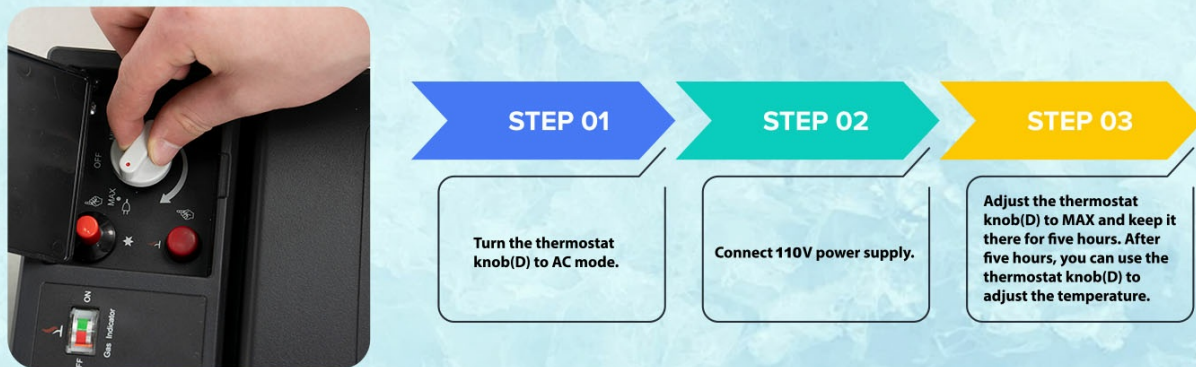 OFF
MAX
ON
Gas Indicator
STEP 01
Turn the thermostat
knob(D) to AC mode.
STEP 02
Connect 110V power supply.
STEP 03
Adjust the thermostat
knob(D) to MAX and keep it
there for five hours. After
five hours, you can use the
thermostat knob(D) to
adjust the temperature.